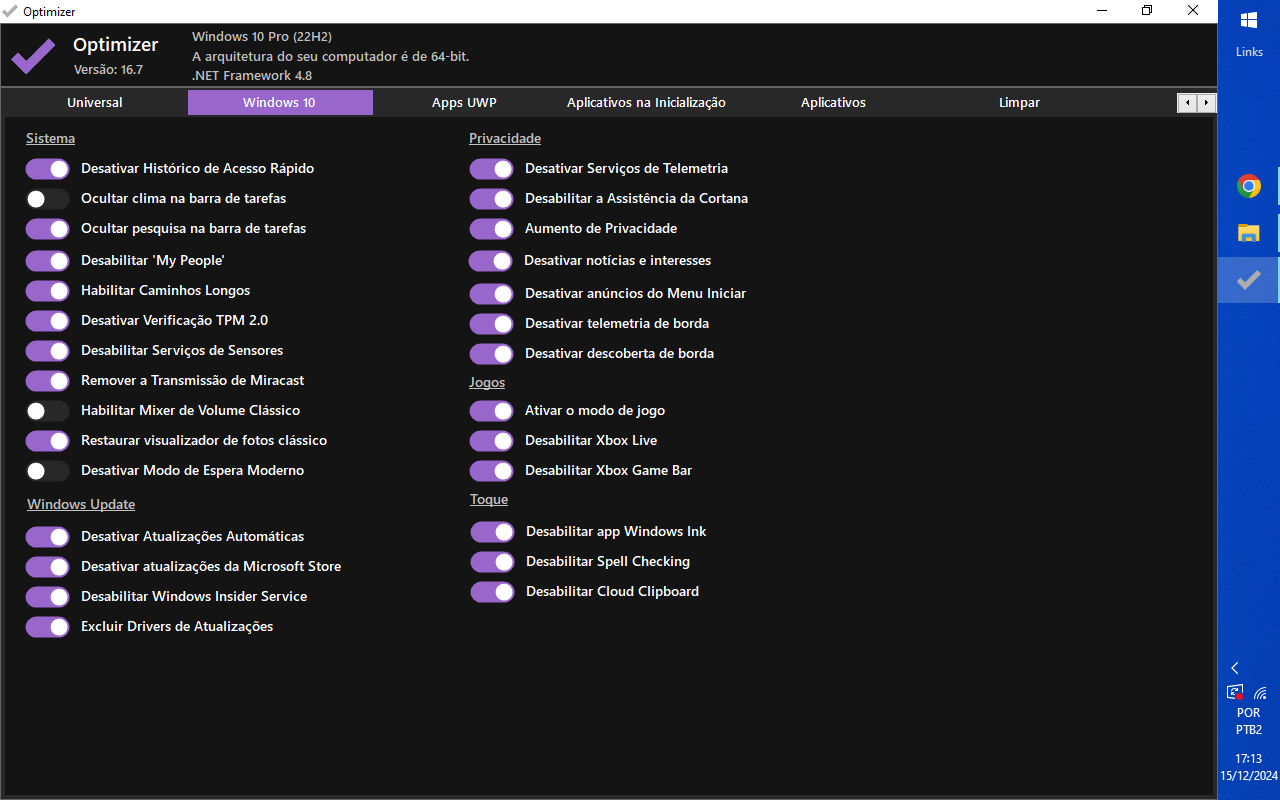 Optimizer
Optimizer
Versão: 16.7
Windows 10 Pro (22H2)
A arquitetura do seu computador é de 64-bit.
.NET Framework 4.8
Universal
Windows 10
Apps UWP
Aplicativos na Inicialização
Aplicativos
Limpar
Sistema
Desativar Histórico de Acesso Rápido
Ocultar clima na barra de tarefas
Ocultar pesquisa na barra de tarefas
Desabilitar 'My People'
Habilitar Caminhos Longos
Desativar Verificação TPM 2.0
Desabilitar Serviços de Sensores
Remover a Transmissão de Miracast
Habilitar Mixer de Volume Clássico
Restaurar visualizador de fotos clássico
Desativar Modo de Espera Moderno
Windows Update
Desativar Atualizações Automáticas
Desativar atualizações da Microsoft Store
Desabilitar Windows Insider Service
Excluir Drivers de Atualizações
Privacidade
Desativar Serviços de Telemetria
Desabilitar a Assistência da Cortana
Aumento de Privacidade
Desativar notícias e interesses
Desativar anúncios do Menu Iniciar
Desativar telemetria de borda
Desativar descoberta de borda
Jogos
Ativar o modo de jogo
Desabilitar Xbox Live
Desabilitar Xbox Game Bar
Toque
Desabilitar app Windows Ink
Desabilitar Spell Checking
Desabilitar Cloud Clipboard
Links
POR
PTB2
17:13
15/12/2024